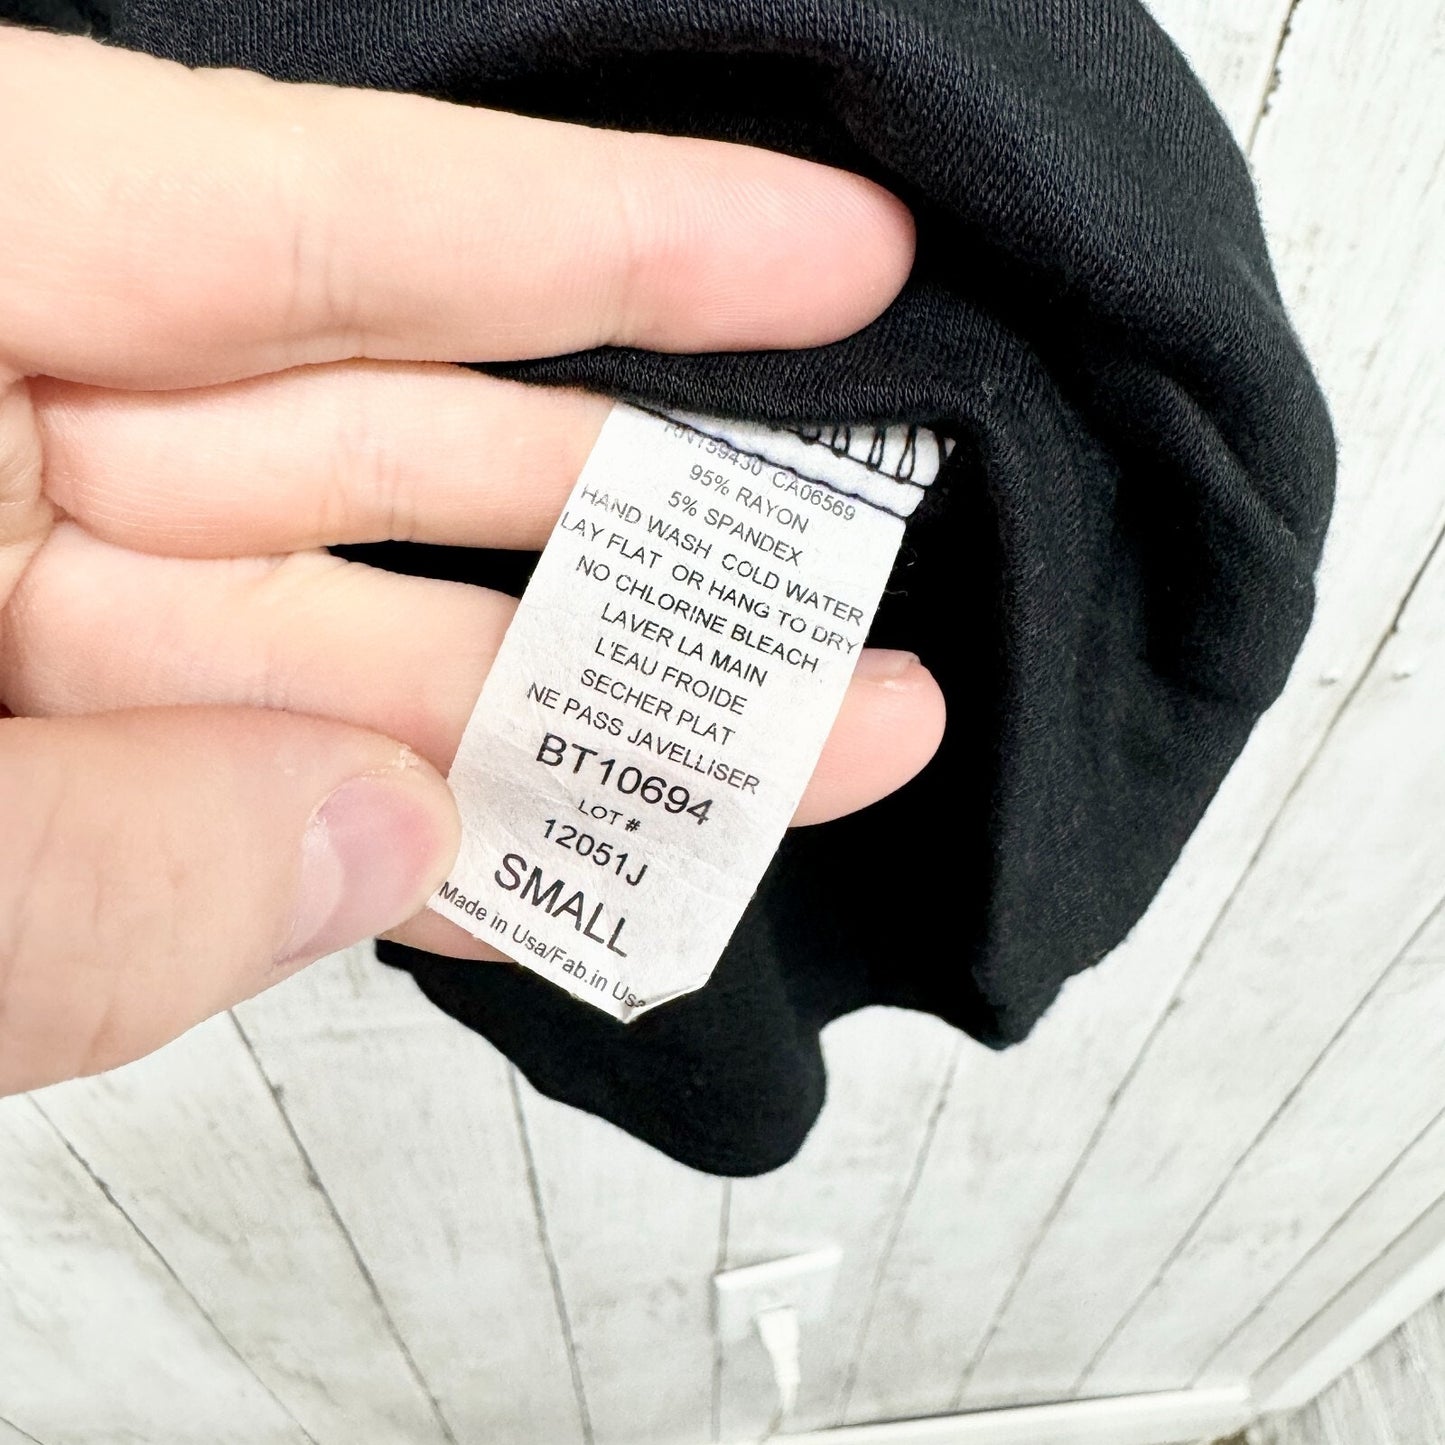 RN159430 CA06569
95% RAYON
5% SPANDEX
HAND WASH COLD WATER
LAY FLAT OR HANG TO DRY
NO CHLORINE BLEACH
LAVER LA MAIN
L'EAU FROIDE
SECHER PLAT
NE PASS JAVELLISER
BT10694
LOT #
12051J
SMALL
Made in Usa/Fab.in Usa